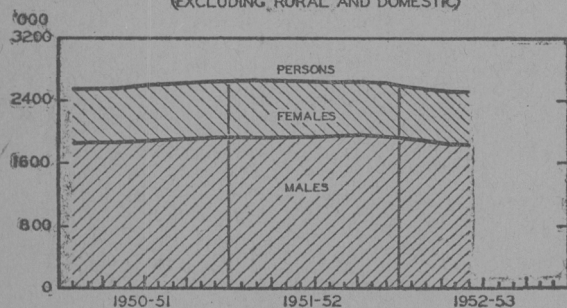 (EXCLUDING RURAL AND DOMESTIC)
'000
3200
2400
1600
800
0
PERSONS
FEMALES
MALES
1950-51
1951-52
1952-53